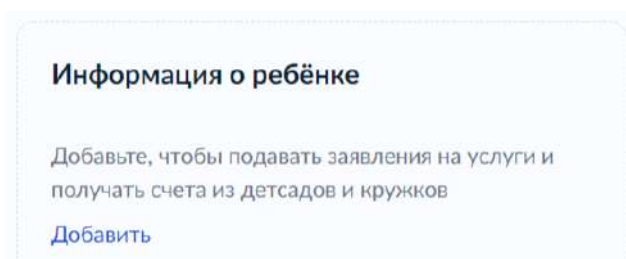 Информация о ребёнке
Добавьте, чтобы подавать заявления на услуги и
получать счета из детсадов и кружков
Добавить